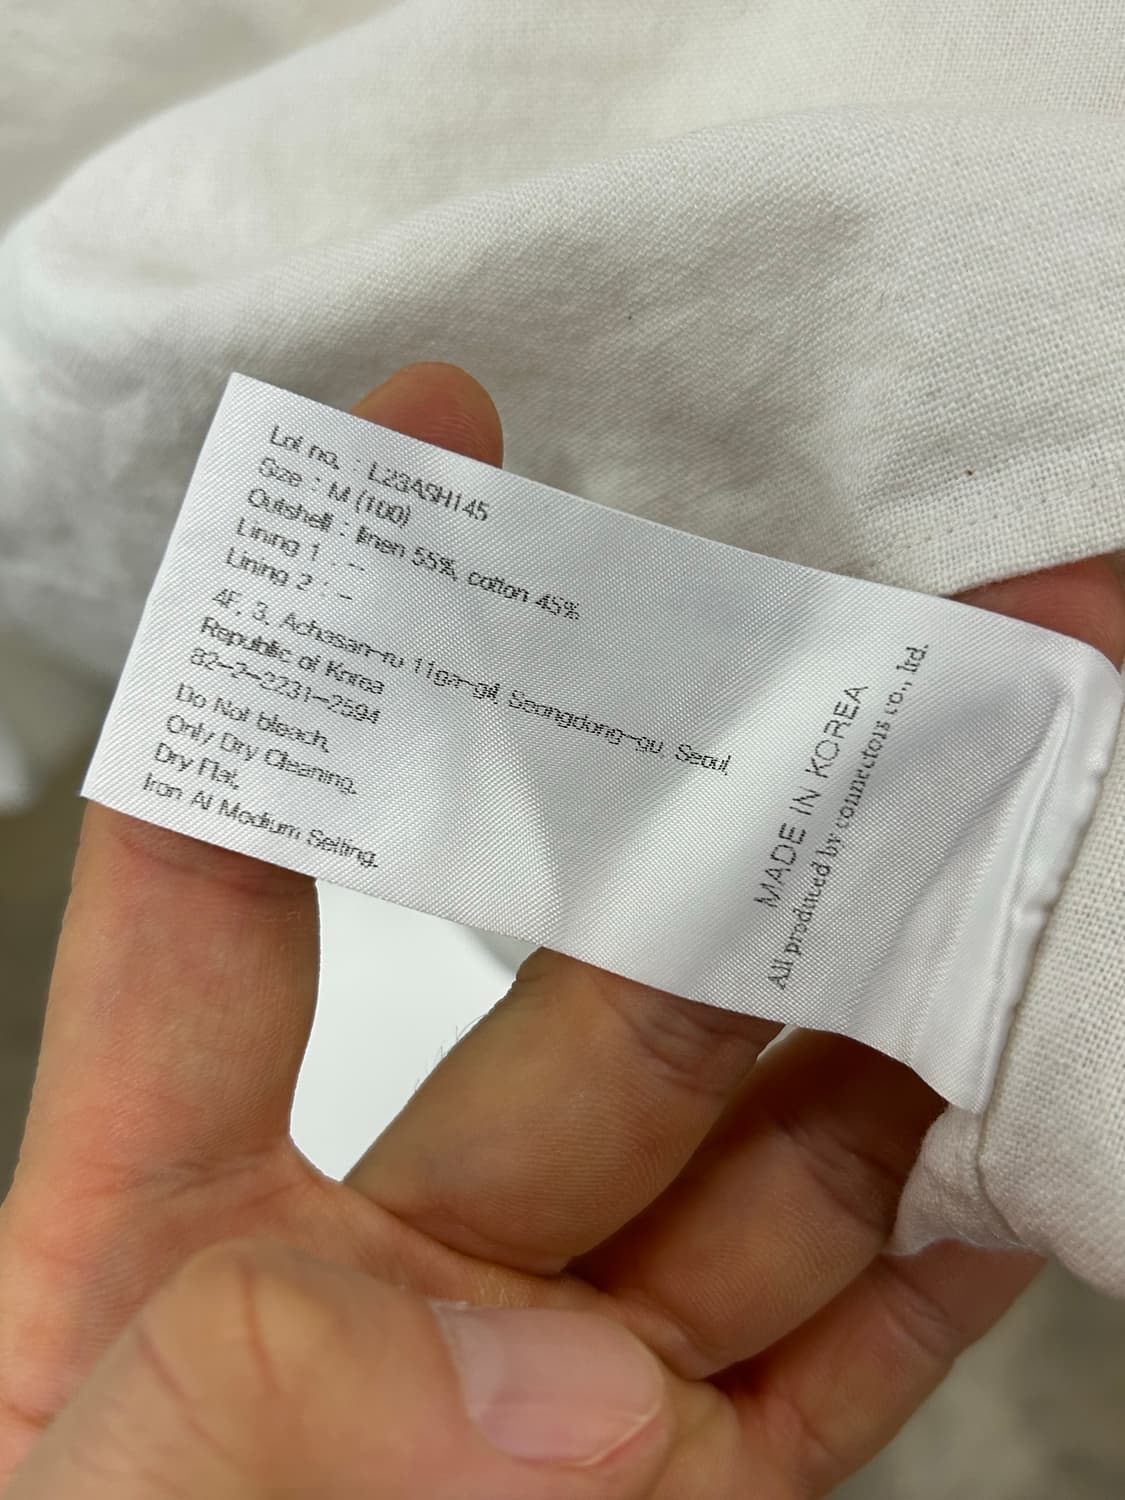 Lot no. : L23ASH145
Size : M (100)
Outshell : linen 55%, cotton 45%
Lining 1 : --
Lining 2 : -
4F, 3, Achasan-ro 11ga-gil, Seongdong-gu, Seoul,
Republic of Korea
82-2-2231-2594
Do Not bleach,
Only Dry Cleaning,
Dry Flat,
Iron At Medium Setting.
MADE IN KOREA
All produced by connectors co., ltd.